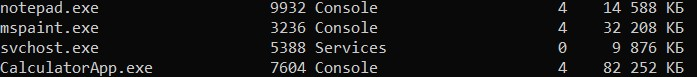 notepad.exe 9932 Console 4 14 588 КБ
mspaint.exe 3236 Console 4 32 208 КБ
svchost.exe 5388 Services 0 9 876 КБ
CalculatorApp.exe 7604 Console 4 82 252 КБ